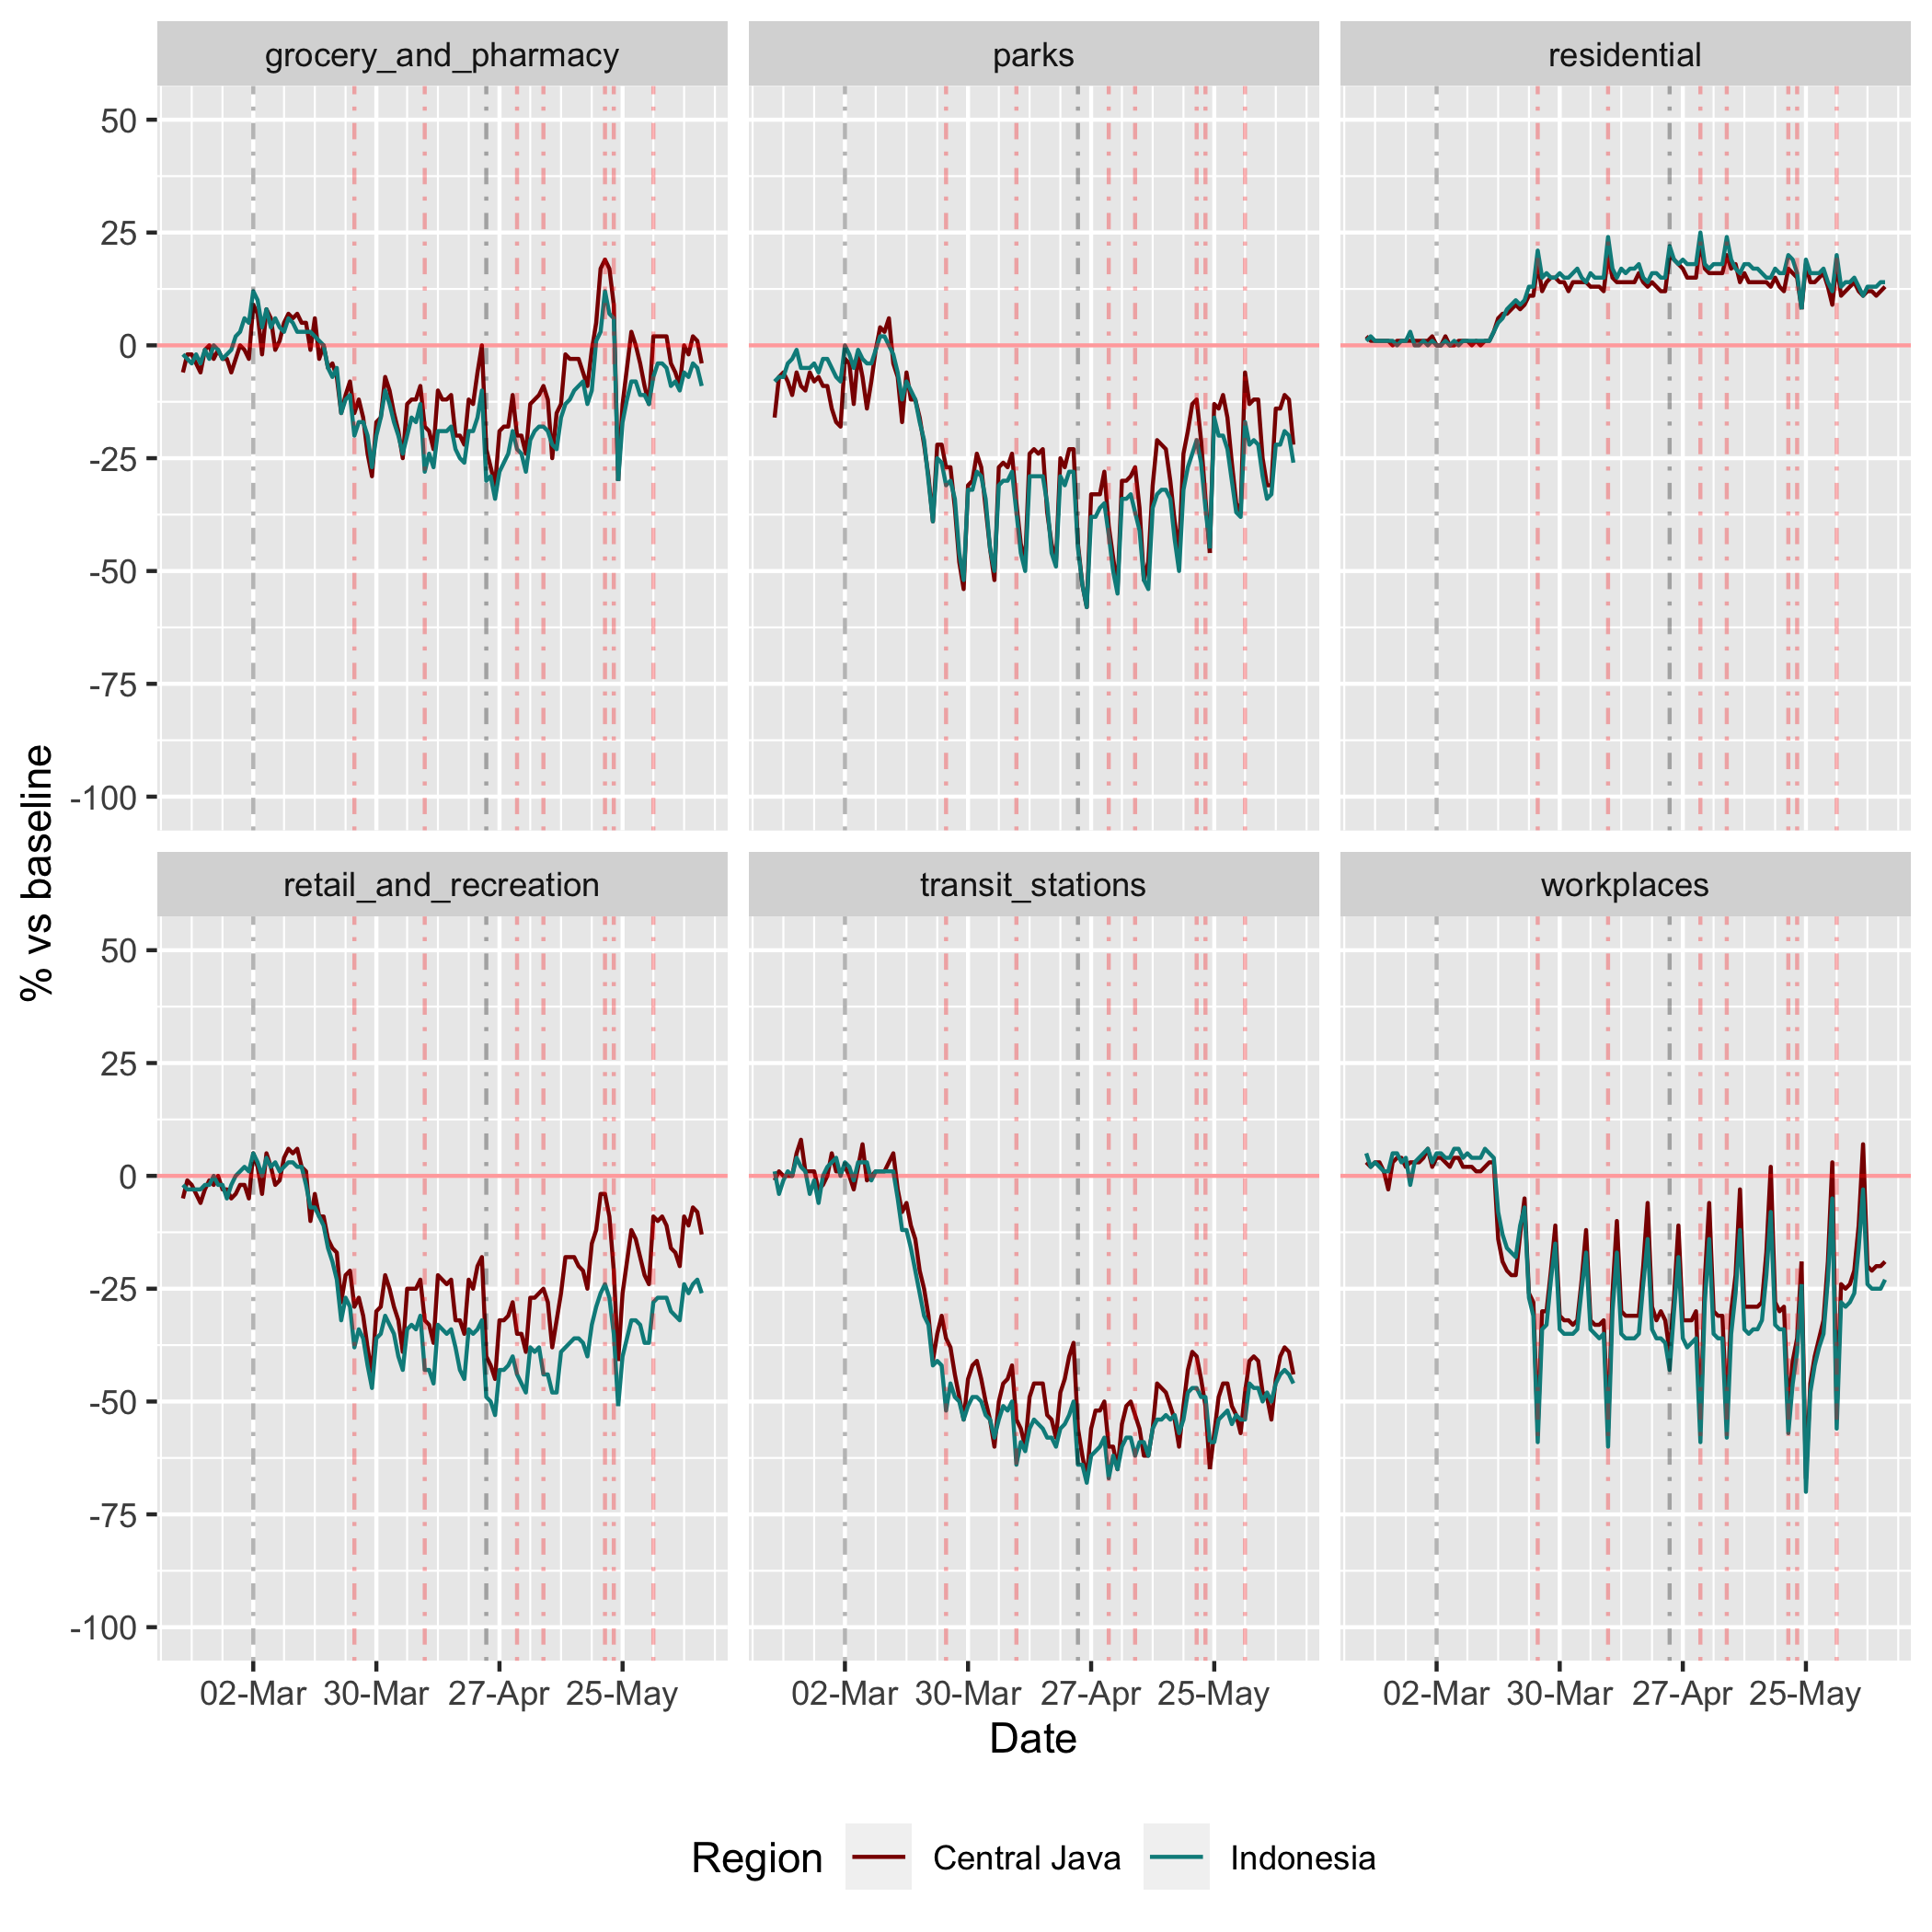 grocery_and_pharmacy parks residential
50
25
0
-25
-50
-75
-100
retail_and_recreation transit_stations workplaces
50
25
0
-25
-50
-75
-100
% vs baseline
02-Mar 30-Mar 27-Apr 25-May 02-Mar 30-Mar 27-Apr 25-May 02-Mar 30-Mar 27-Apr 25-May
Date
Region Central Java Indonesia